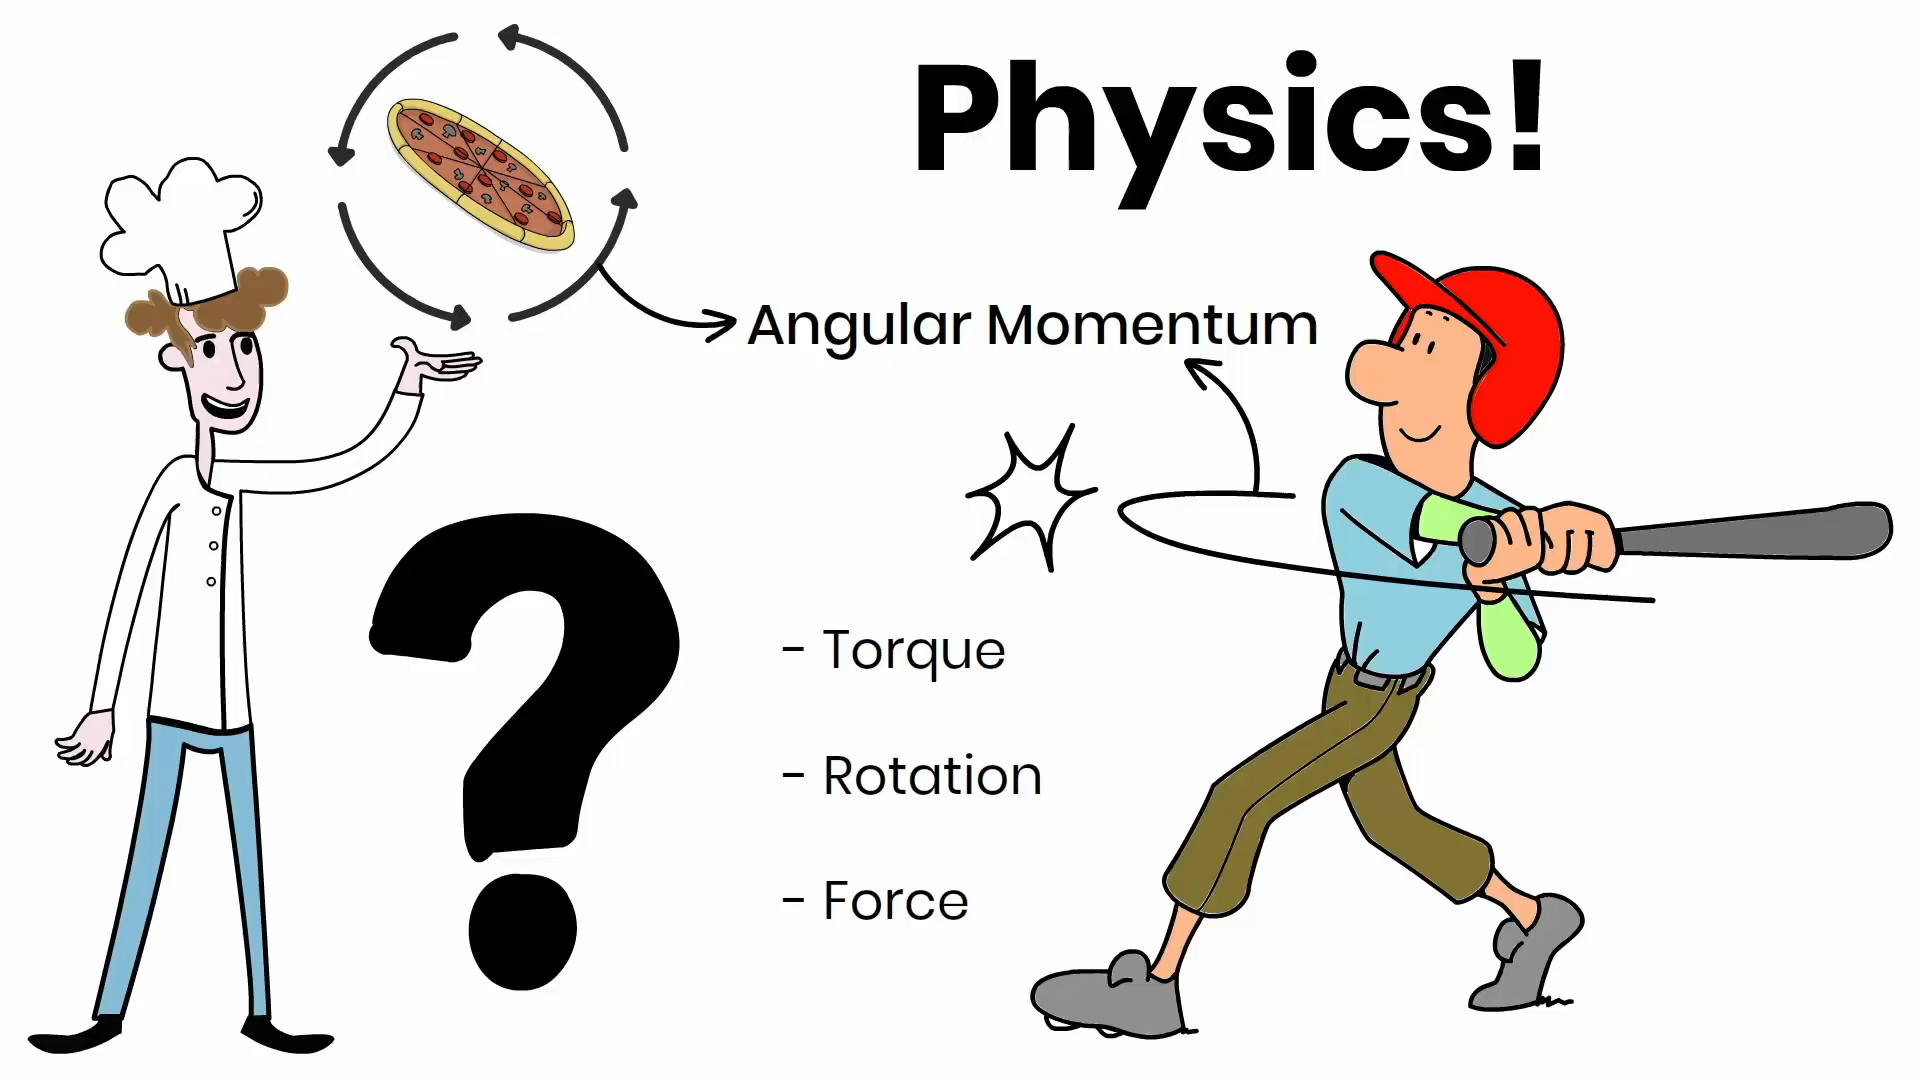 Physics!
Angular Momentum
?
- Torque
- Rotation
- Force